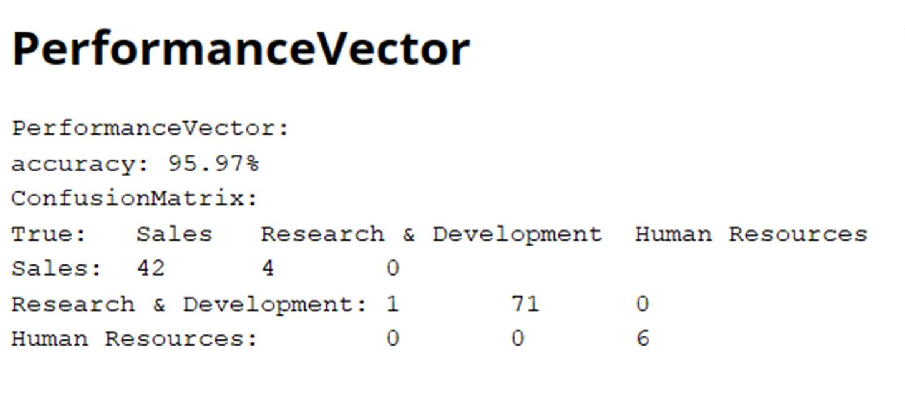 PerformanceVector
PerformanceVector:
accuracy: 95.97%
ConfusionMatrix:
True:   Sales   Research & Development  Human Resources
Sales:  42      4       0
Research & Development: 1       71      0
Human Resources:        0       0       6